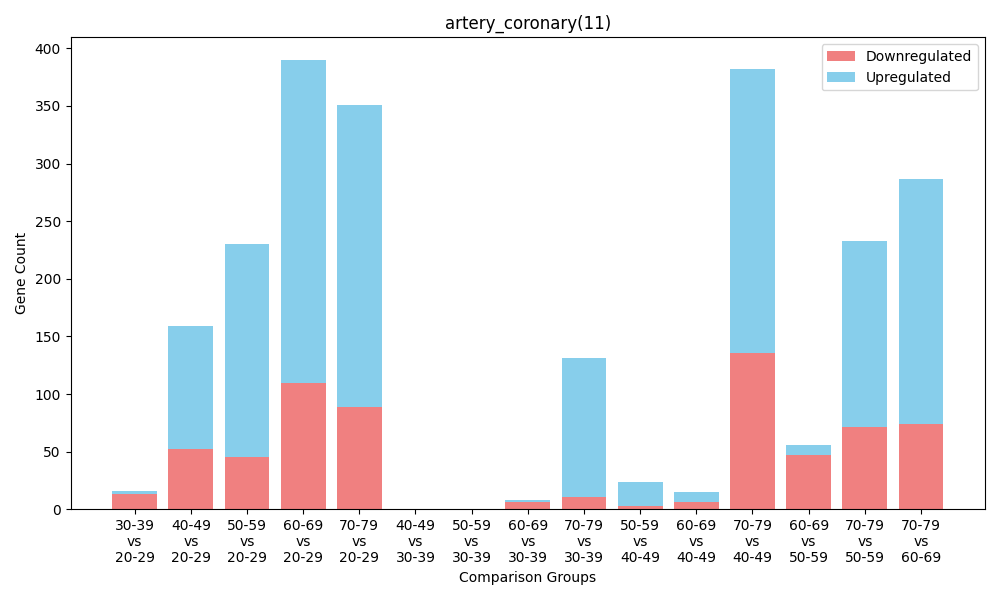 artery_coronary(11)
Downregulated
Upregulated
400
350
300
250
200
150
100
50
0
Gene Count
30-39 40-49 50-59 60-69 70-79 40-49 50-59 60-69 70-79 50-59 60-69 70-79 60-69 70-79 70-79
vs vs vs vs vs vs vs vs vs vs vs vs vs vs vs
20-29 20-29 20-29 20-29 20-29 30-39 30-39 30-39 30-39 40-49 40-49 40-49 50-59 50-59 60-69
Comparison Groups